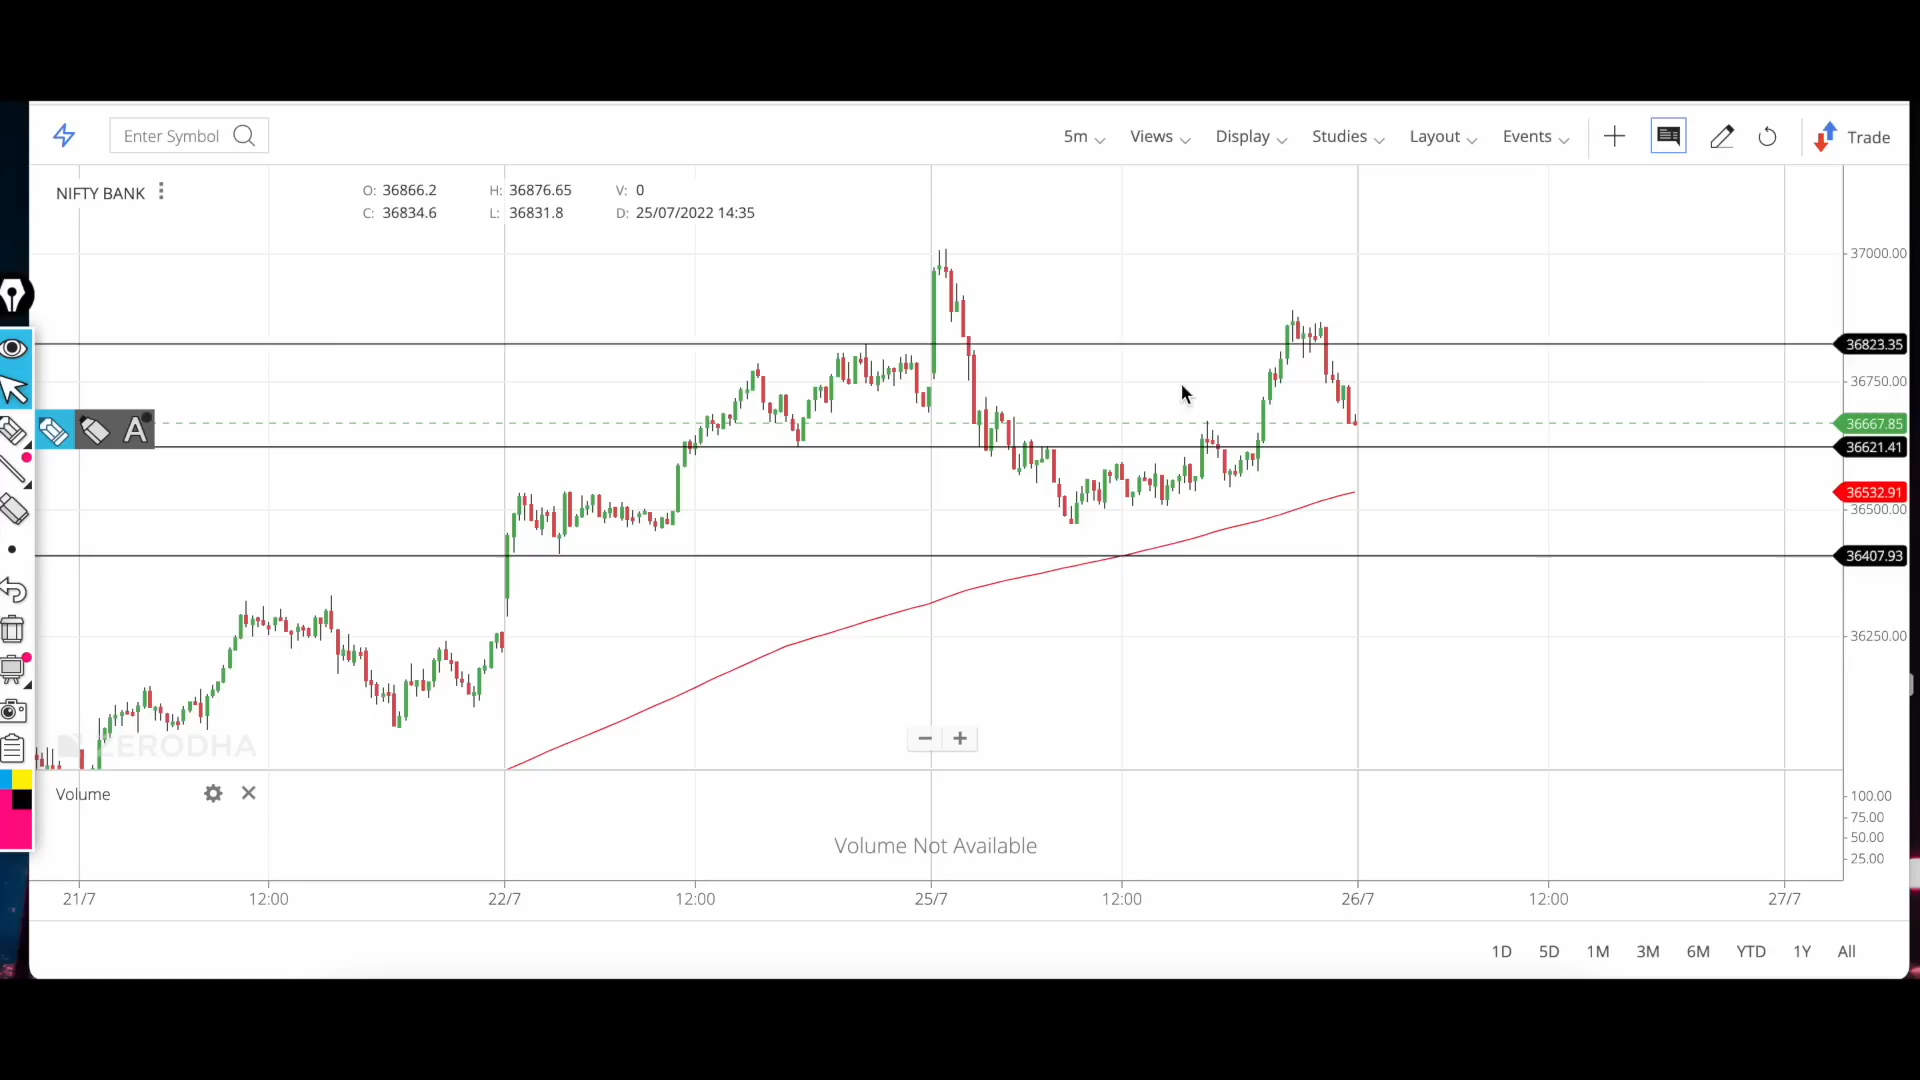 Enter Symbol
5m Views Display Studies Layout Events Trade
NIFTY BANK
O: 36866.2 H: 36876.65 V: 0
C: 36834.6 L: 36831.8 D: 25/07/2022 14:35
37000.00
36823.35
36750.00
A
36667.85
36621.41
36532.91
36500.00
36407.93
36250.00
ZERODHA
Volume
100.00
75.00
50.00
25.00
Volume Not Available
21/7 12:00 22/7 12:00 25/7 12:00 26/7 12:00 27/7
1D 5D 1M 3M 6M YTD 1Y All